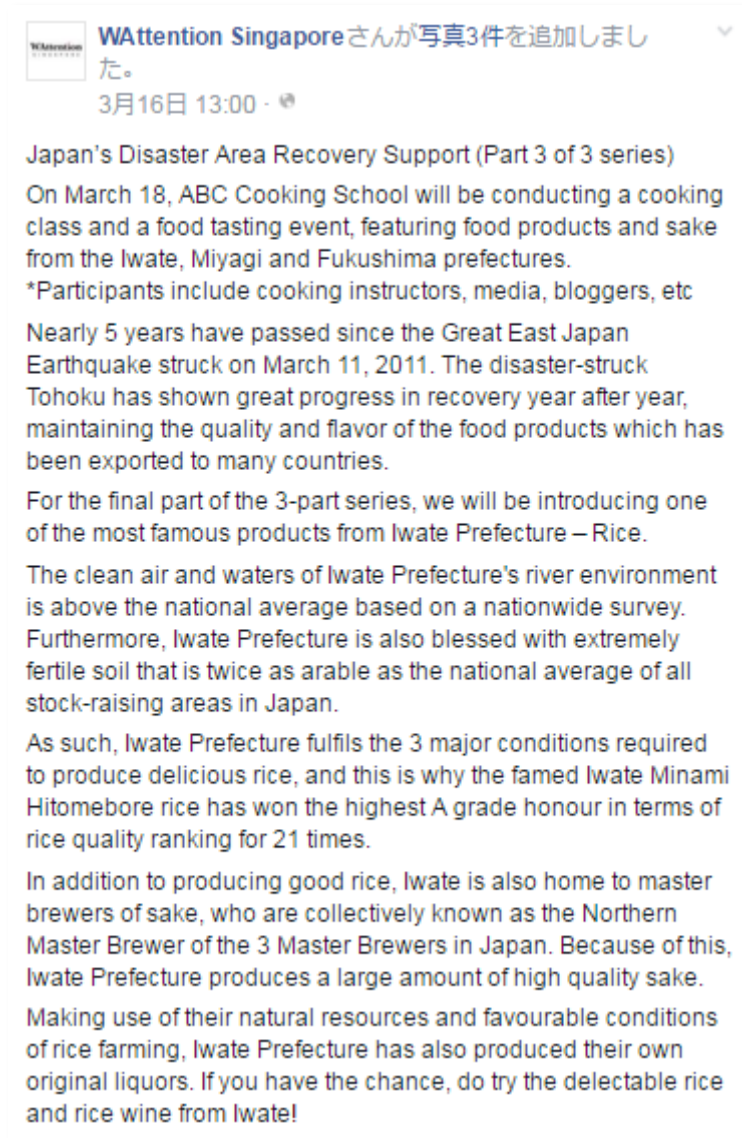 WAttention
SINGAPORE
WAttention Singaporeさんが写真3件を追加しまし
た。
3月16日 13:00 ·
Japan's Disaster Area Recovery Support (Part 3 of 3 series)
On March 18, ABC Cooking School will be conducting a cooking
class and a food tasting event, featuring food products and sake
from the Iwate, Miyagi and Fukushima prefectures.
*Participants include cooking instructors, media, bloggers, etc
Nearly 5 years have passed since the Great East Japan
Earthquake struck on March 11, 2011. The disaster-struck
Tohoku has shown great progress in recovery year after year,
maintaining the quality and flavor of the food products which has
been exported to many countries.
For the final part of the 3-part series, we will be introducing one
of the most famous products from Iwate Prefecture – Rice.
The clean air and waters of Iwate Prefecture's river environment
is above the national average based on a nationwide survey.
Furthermore, Iwate Prefecture is also blessed with extremely
fertile soil that is twice as arable as the national average of all
stock-raising areas in Japan.
As such, Iwate Prefecture fulfils the 3 major conditions required
to produce delicious rice, and this is why the famed Iwate Minami
Hitomebore rice has won the highest A grade honour in terms of
rice quality ranking for 21 times.
In addition to producing good rice, Iwate is also home to master
brewers of sake, who are collectively known as the Northern
Master Brewer of the 3 Master Brewers in Japan. Because of this,
Iwate Prefecture produces a large amount of high quality sake.
Making use of their natural resources and favourable conditions
of rice farming, Iwate Prefecture has also produced their own
original liquors. If you have the chance, do try the delectable rice
and rice wine from Iwate!